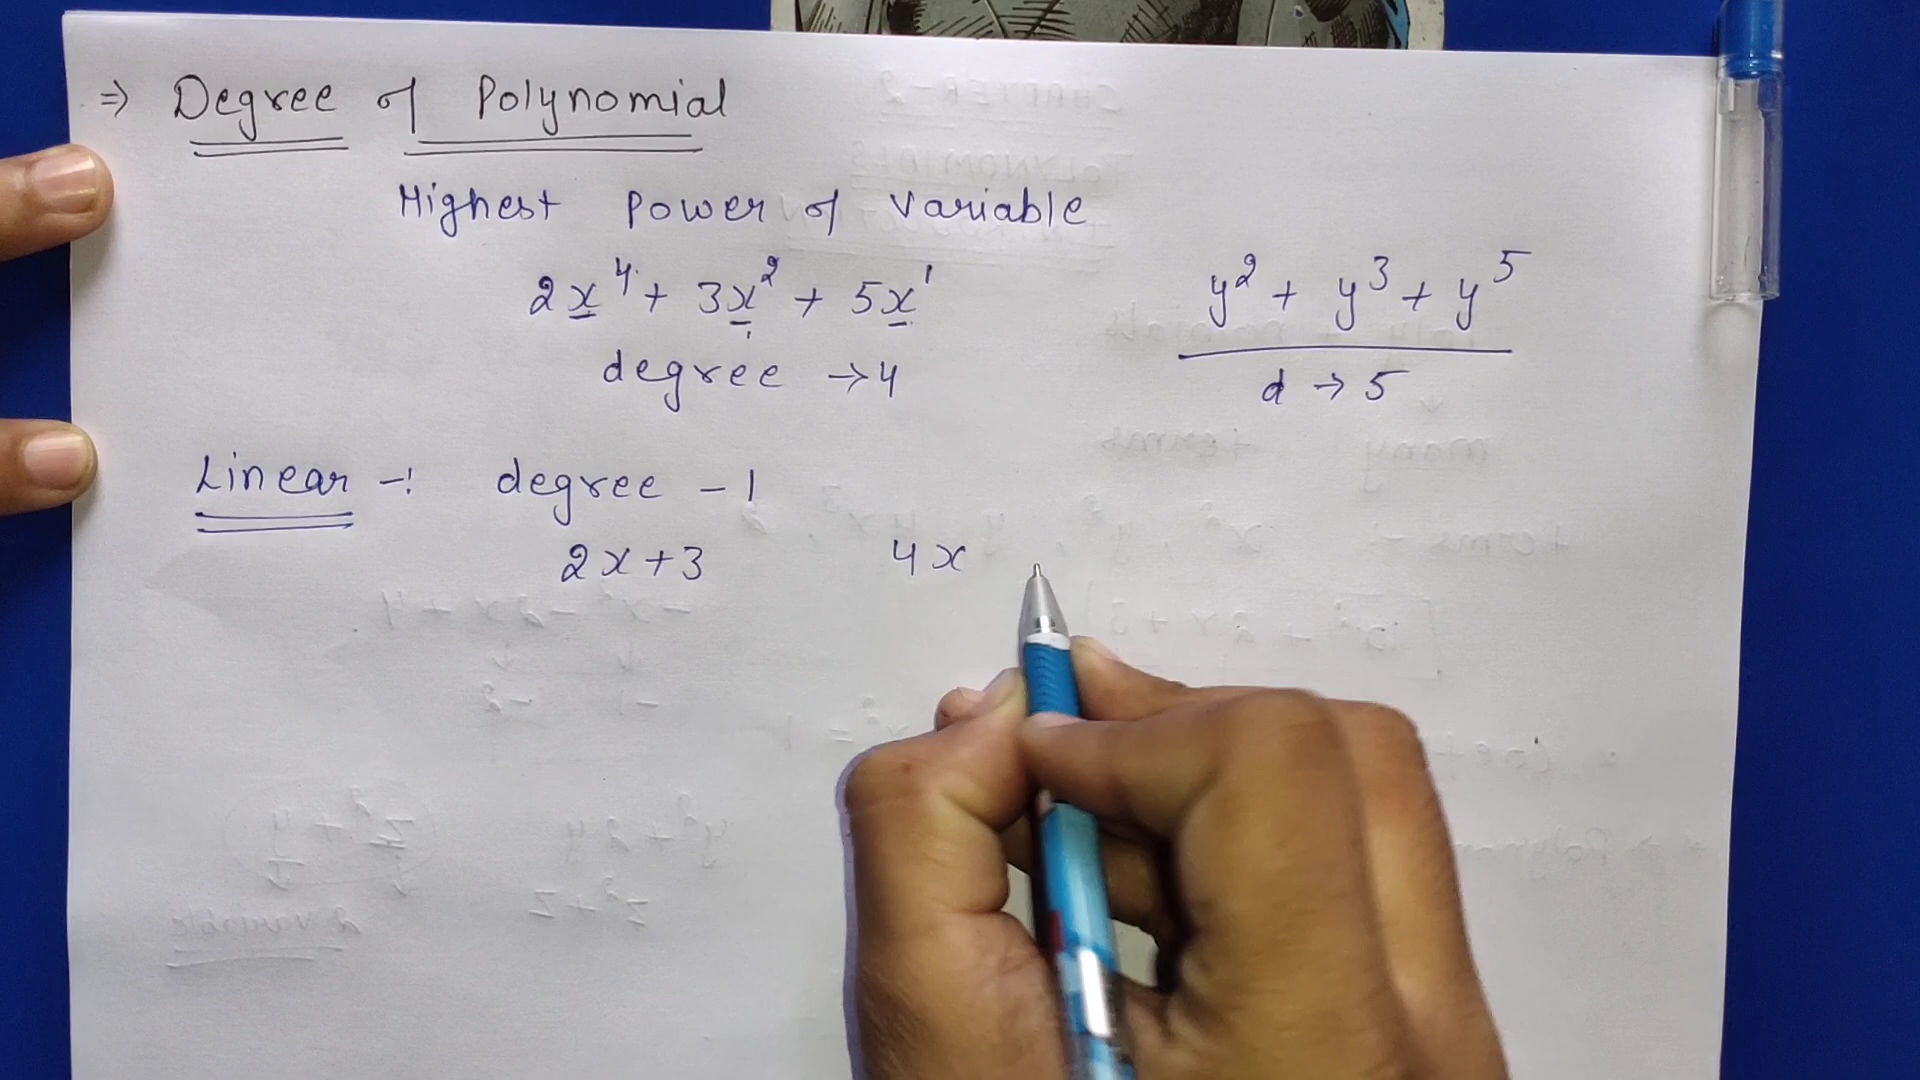 ⇒ Degree of Polynomial
Highest Power of Variable
2x⁴ + 3x² + 5x¹
degree → 4
y² + y³ + y⁵
d → 5
Linear -: degree - 1
2x+3 4x